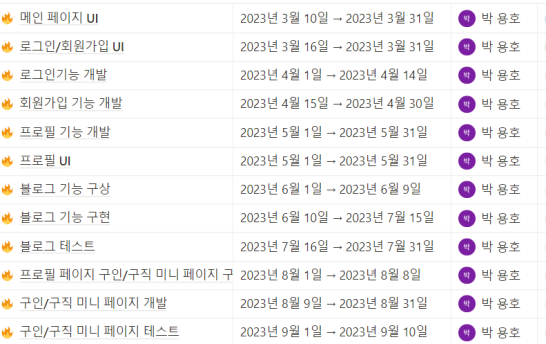 메인 페이지 UI 2023년 3월 10일 → 2023년 3월 31일 박 박 용호
로그인/회원가입 UI 2023년 3월 16일 → 2023년 3월 31일 박 박 용호
로그인기능 개발 2023년 4월 1일 → 2023년 4월 14일 박 박 용호
회원가입 기능 개발 2023년 4월 15일 → 2023년 4월 30일 박 박 용호
프로필 기능 개발 2023년 5월 1일 → 2023년 5월 31일 박 박 용호
프로필 UI 2023년 5월 1일 → 2023년 5월 31일 박 박 용호
블로그 기능 구상 2023년 6월 1일 → 2023년 6월 9일 박 박 용호
블로그 기능 구현 2023년 6월 10일 → 2023년 7월 15일 박 박 용호
블로그 테스트 2023년 7월 16일 → 2023년 7월 31일 박 박 용호
프로필 페이지 구인/구직 미니 페이지 구 2023년 8월 1일 → 2023년 8월 8일 박 박 용호
구인/구직 미니 페이지 개발 2023년 8월 9일 → 2023년 8월 31일 박 박 용호
구인/구직 미니 페이지 테스트 2023년 9월 1일 → 2023년 9월 10일 박 박 용호